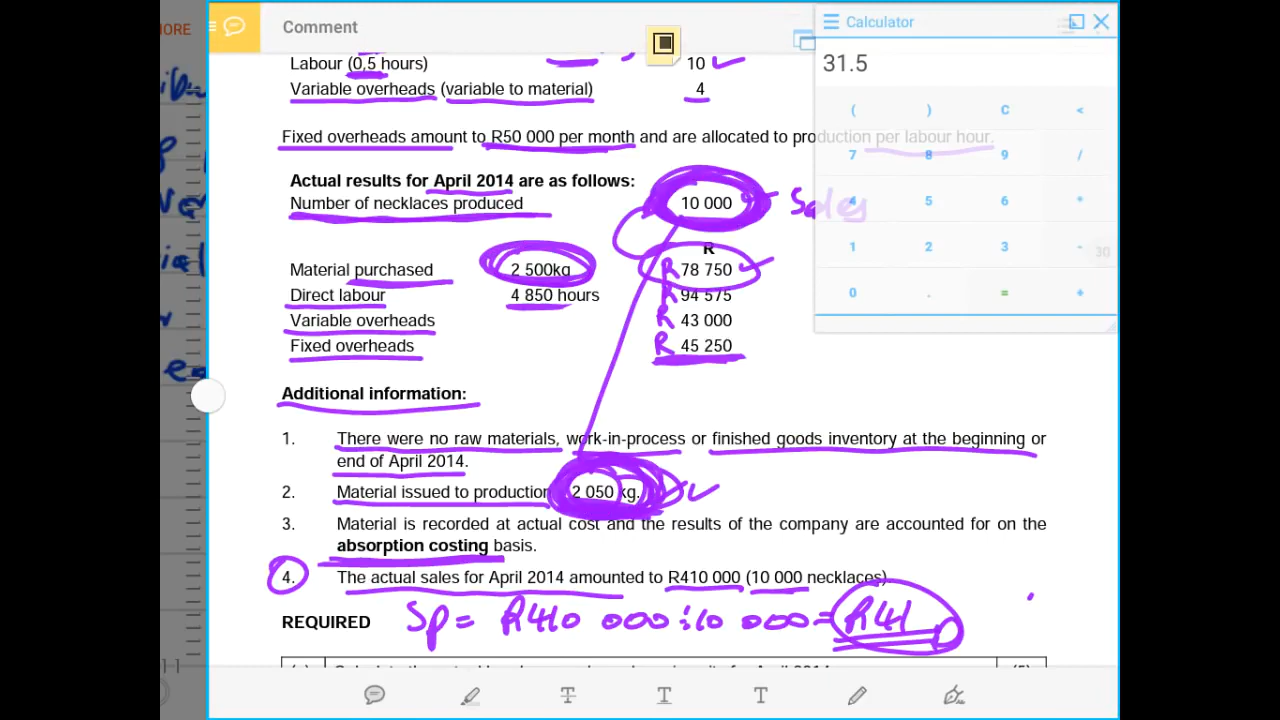 MORE
Comment
Calculator
31.5
( ) C <
7 8 9 /
4 5 6 *
1 2 3 -
0 . = +
30
Labour (0,5 hours) 10
Variable overheads (variable to material) 4
Fixed overheads amount to R50 000 per month and are allocated to production per labour hour.
Actual results for April 2014 are as follows:
Number of necklaces produced 10 000 Sales
R
Material purchased 2 500kg R 78 750
Direct labour 4 850 hours R 94 575
Variable overheads R 43 000
Fixed overheads R 45 250
Additional information:
1. There were no raw materials, work-in-process or finished goods inventory at the beginning or
end of April 2014.
2. Material issued to production 2 050 kg.
3. Material is recorded at actual cost and the results of the company are accounted for on the
absorption costing basis.
4. The actual sales for April 2014 amounted to R410 000 (10 000 necklaces)
REQUIRED Sp = R410 000 ÷ 10 000 = R41